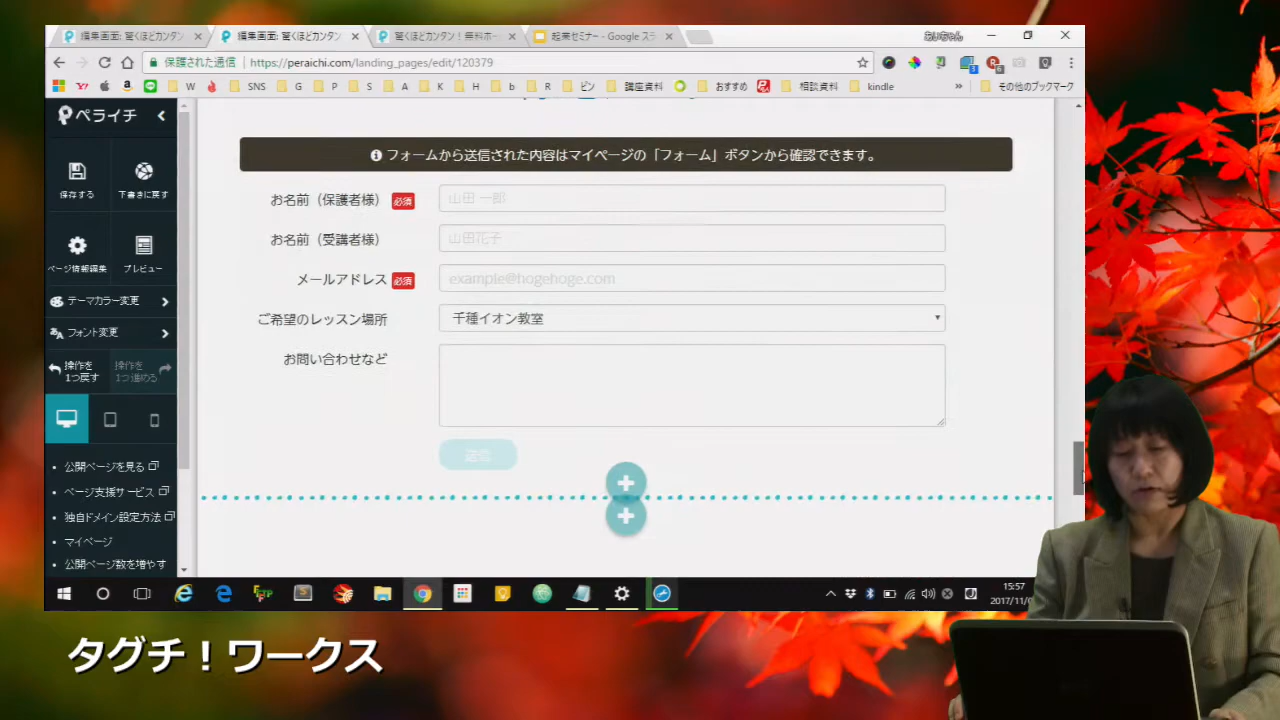 編集画面: 驚くほどカンタン
編集画面: 驚くほどカンタン
驚くほどカンタン！無料ホー
起業セミナー - Google スラ
あいちゃん
保護された通信
https://peraichi.com/landing_pages/edit/120379
W
SNS
G
P
S
A
K
H
b
R
ピン
講座資料
おすすめ
相談資料
kindle
»
その他のブックマーク
ペライチ
保存する
下書きに戻す
ページ情報編集
プレビュー
テーマカラー変更
フォント変更
操作を
1つ戻す
操作を
1つ進める
公開ページを見る
ページ支援サービス
独自ドメイン設定方法
マイページ
公開ページ数を増やす
フォームから送信された内容はマイページの「フォーム」ボタンから確認できます。
お名前（保護者様） 必須
山田 一郎
お名前（受講者様）
山田花子
メールアドレス 必須
example@hogehoge.com
ご希望のレッスン場所
千種イオン教室
お問い合わせなど
送信
15:57
タグチ！ワークス